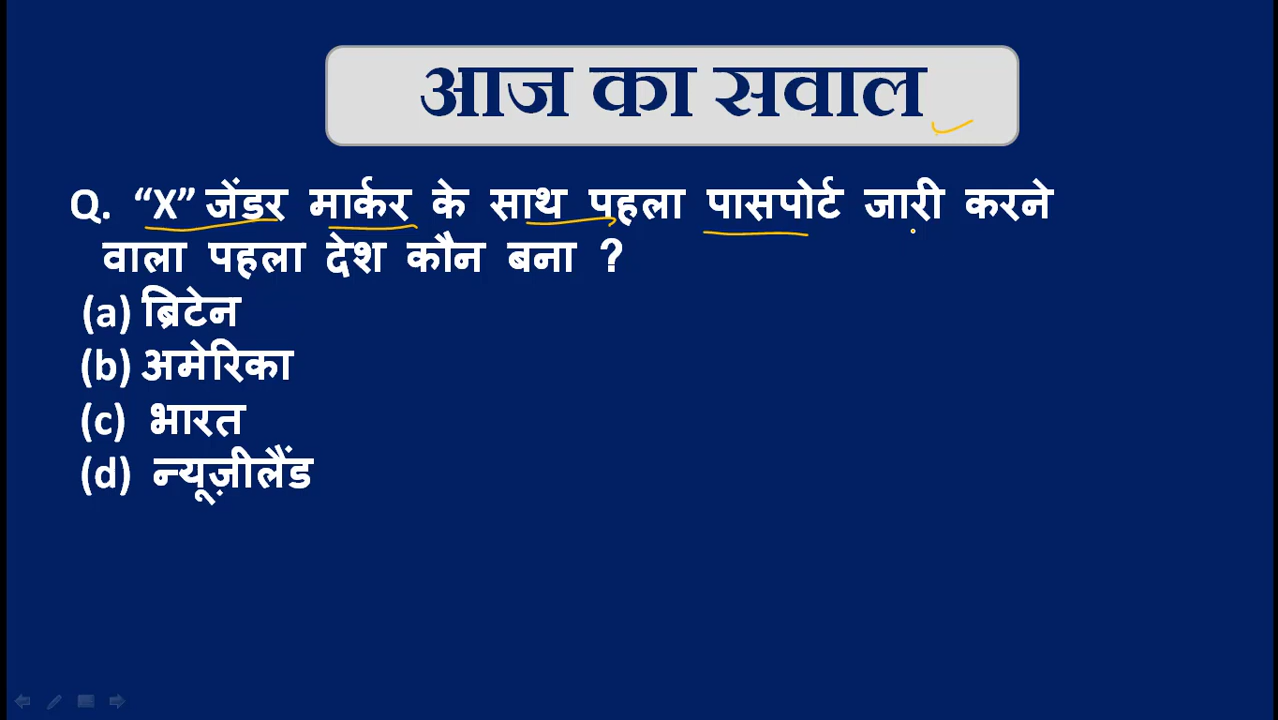 आज का सवाल
Q. “X” जेंडर मार्कर के साथ पहला पासपोर्ट जारी करने
वाला पहला देश कौन बना ?
(a) ब्रिटेन
(b) अमेरिका
(c) भारत
(d) न्यूज़ीलैंड